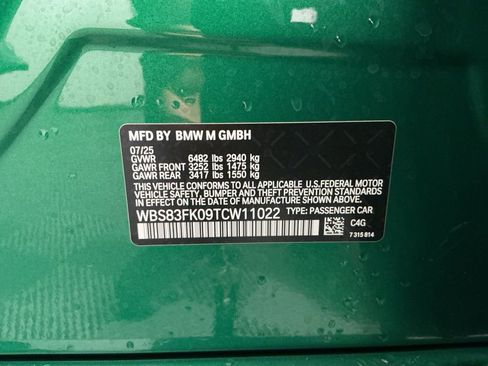 MFD BY BMW M GMBH
07/25
GVWR 6482 lbs 2940 kg
GAWR FRONT 3252 lbs 1475 kg
GAWR REAR 3417 lbs 1550 kg
THIS VEHICLE CONFORMS TO ALL APPLICABLE U.S.FEDERAL MOTOR
VEHICLE SAFETY, BUMPER, AND THEFT PREVENTION STANDARDS
IN EFFECT ON THE DATE OF MANUFACTURE SHOWN ABOVE.
WBS83FK09TCW11022 TYPE: PASSENGER CAR
C4G
7 315 814